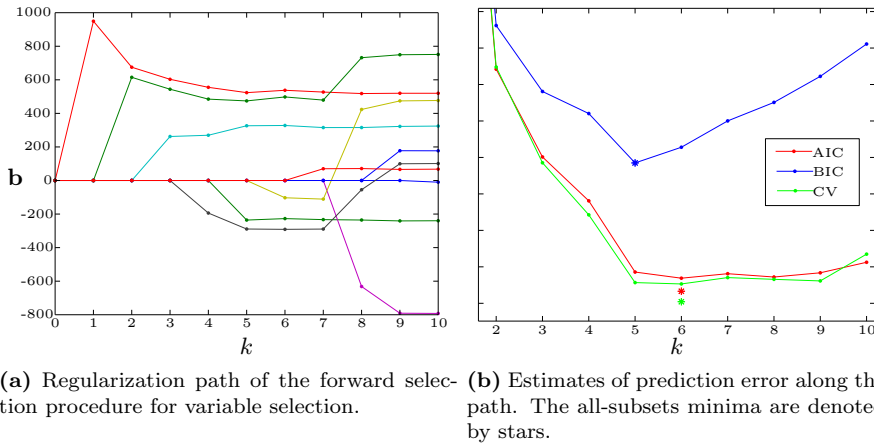 1000
800
600
400
200
b
0
-200
-400
-600
-800
0 1 2 3 4 5 6 7 8 9 10
k
AIC
BIC
CV
2 3 4 5 6 7 8 9 10
k
(a) Regularization path of the forward selec-
tion procedure for variable selection.
(b) Estimates of prediction error along th
path. The all-subsets minima are denoted
by stars.